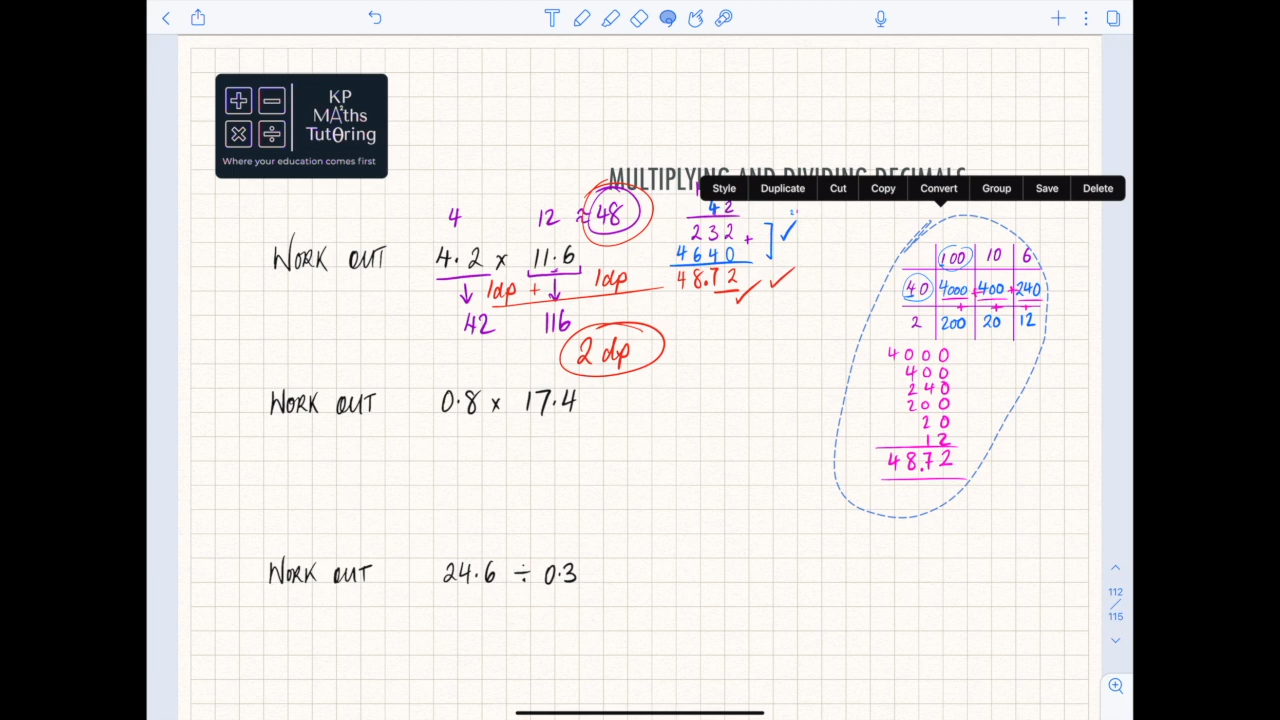 KP
MAths
Tutoring
Where your education comes first
MULTIPLYING AND DIVIDING DECIMALS
Style Duplicate Cut Copy Convert Group Save Delete
4 12 ≈ 48
WORK OUT 4.2 x 11.6
1dp + 1dp
42 116
2 dp
42
232 +
4640
48.72
100 10 6
40 4000 + 400 + 240
+ + +
2 200 20 12
4000
400
240
200
20
12
48.72
WORK OUT 0.8 x 17.4
WORK OUT 24.6 ÷ 0.3
112
/
115